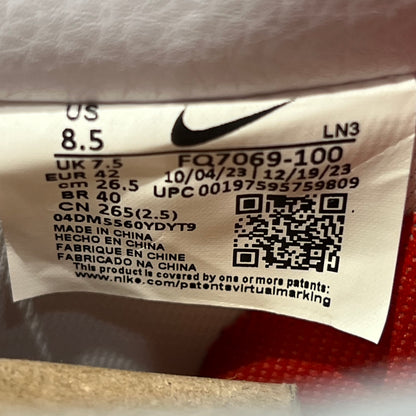 US
8.5
LN3
UK 7.5
FQ7069-100
EUR 42
10/04/23 | 12/19/23
cm 26.5
UPC 00197595759809
BR 40
CN 265(2.5)
04DM5560YDYT9
MADE IN CHINA
HECHO EN CHINA
FABRIQUE EN CHINE
FABRICADO NA CHINA
This product is covered by one or more patents.
www.nike.com/patentsvirtualmarking